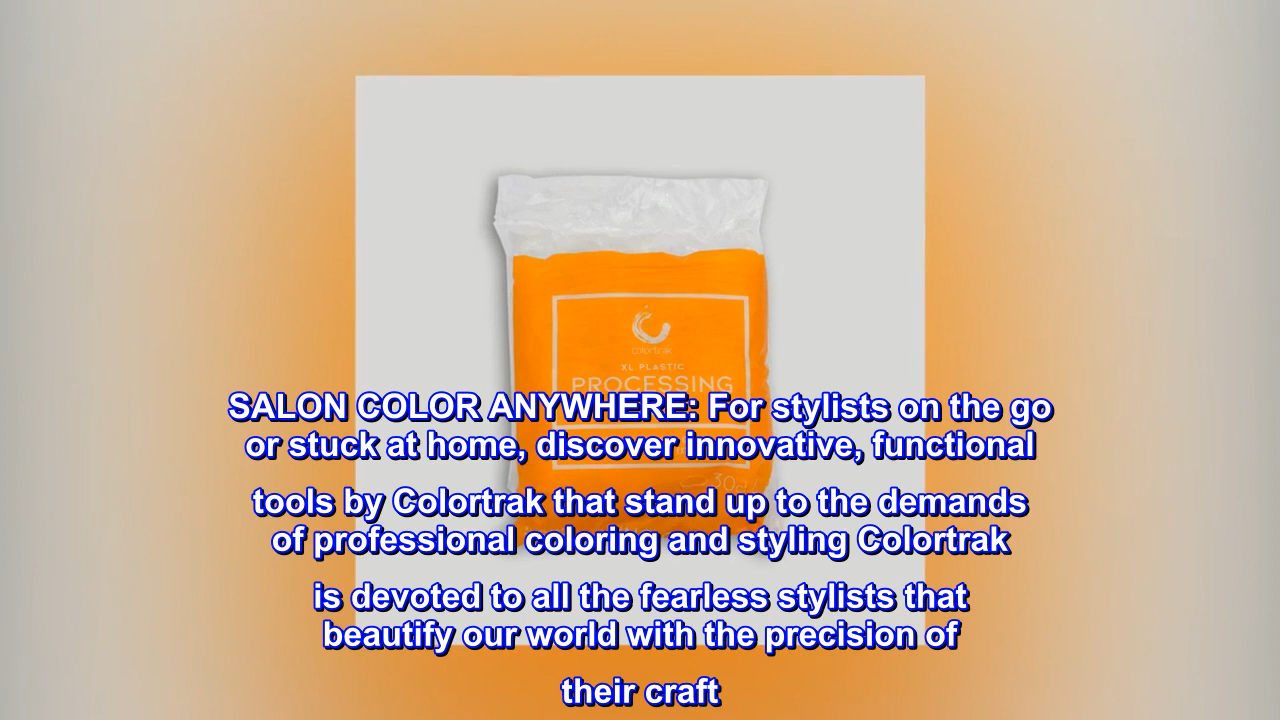 colortrak
XL PLASTIC
PROCESSING
SALON COLOR ANYWHERE: For stylists on the go
or stuck at home, discover innovative, functional
30ct
tools by Colortrak that stand up to the demands
of professional coloring and styling Colortrak
is devoted to all the fearless stylists that
beautify our world with the precision of
their craft